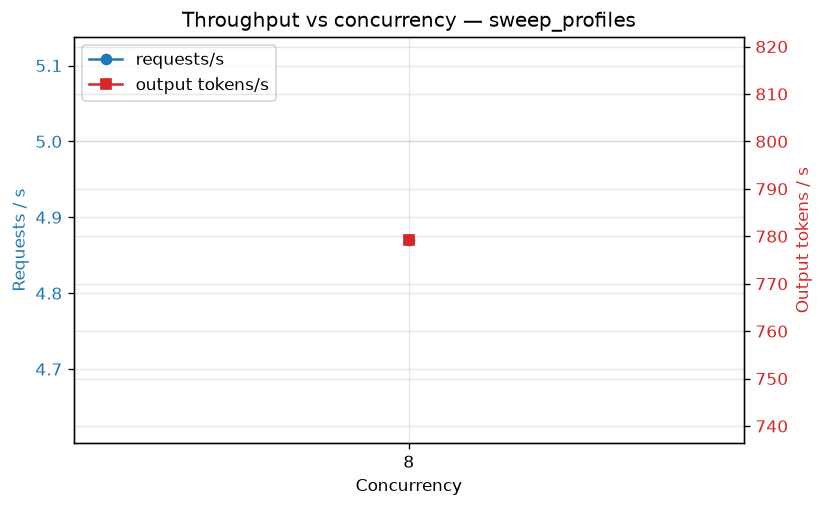 Throughput vs concurrency — sweep_profiles
requests/s
output tokens/s
5.1
5.0
4.9
4.8
4.7
Requests / s
820
810
800
790
780
770
760
750
740
Output tokens / s
8
Concurrency